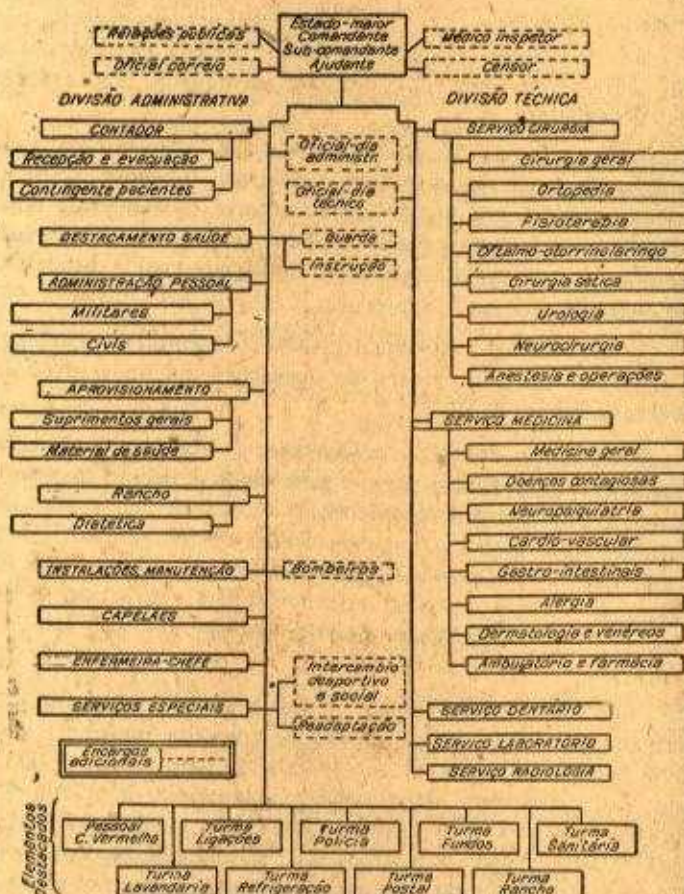 Relações públicas
Oficial correio
Estado-maior
Comandante
Sub-comandante
Ajudante
Médico inspetor
Censor
DIVISÃO ADMINISTRATIVA
DIVISÃO TÉCNICA
CONTADOR
Recepção e evacuação
Contingente pacientes
DESTACAMENTO SAÚDE
ADMINISTRAÇÃO PESSOAL
Militares
Civis
APROVISIONAMENTO
Suprimentos gerais
Material de saúde
Rancho
Dietética
INSTALAÇÕES, MANUTENÇÃO
CAPELÃES
ENFERMEIRA-CHEFE
SERVIÇOS ESPECIAIS
Encargos
adicionais
Oficial-dia
administr.
Oficial-dia
técnico
Guarda
Instrução
Bombeiros
Intercambio
desportivo
e social
Readaptação
SERVIÇO CIRURGIA
Cirurgia geral
Ortopedia
Fisioterapia
Oftalmo-otorrinolaringo
Cirurgia sética
Urologia
Neurocirurgia
Anestesia e operações
SERVIÇO MEDICINA
Medicina geral
Doenças contagiosas
Neuropsiquiatria
Cardio-vascular
Gastro-intestinais
Alergia
Dermatologia e venéreos
Ambulatório e farmácia
SERVIÇO DENTÁRIO
SERVIÇO LABORATÓRIO
SERVIÇO RADIOLOGIA
Elementos
Destacados
Pessoal
C. Vermelho
Turma
Ligações
Turma
Polícia
Turma
Fundos
Turma
Sanitária
Turma
Lavandária
Turma
Refrigeração
Turma
Postal
Turma
Rancho